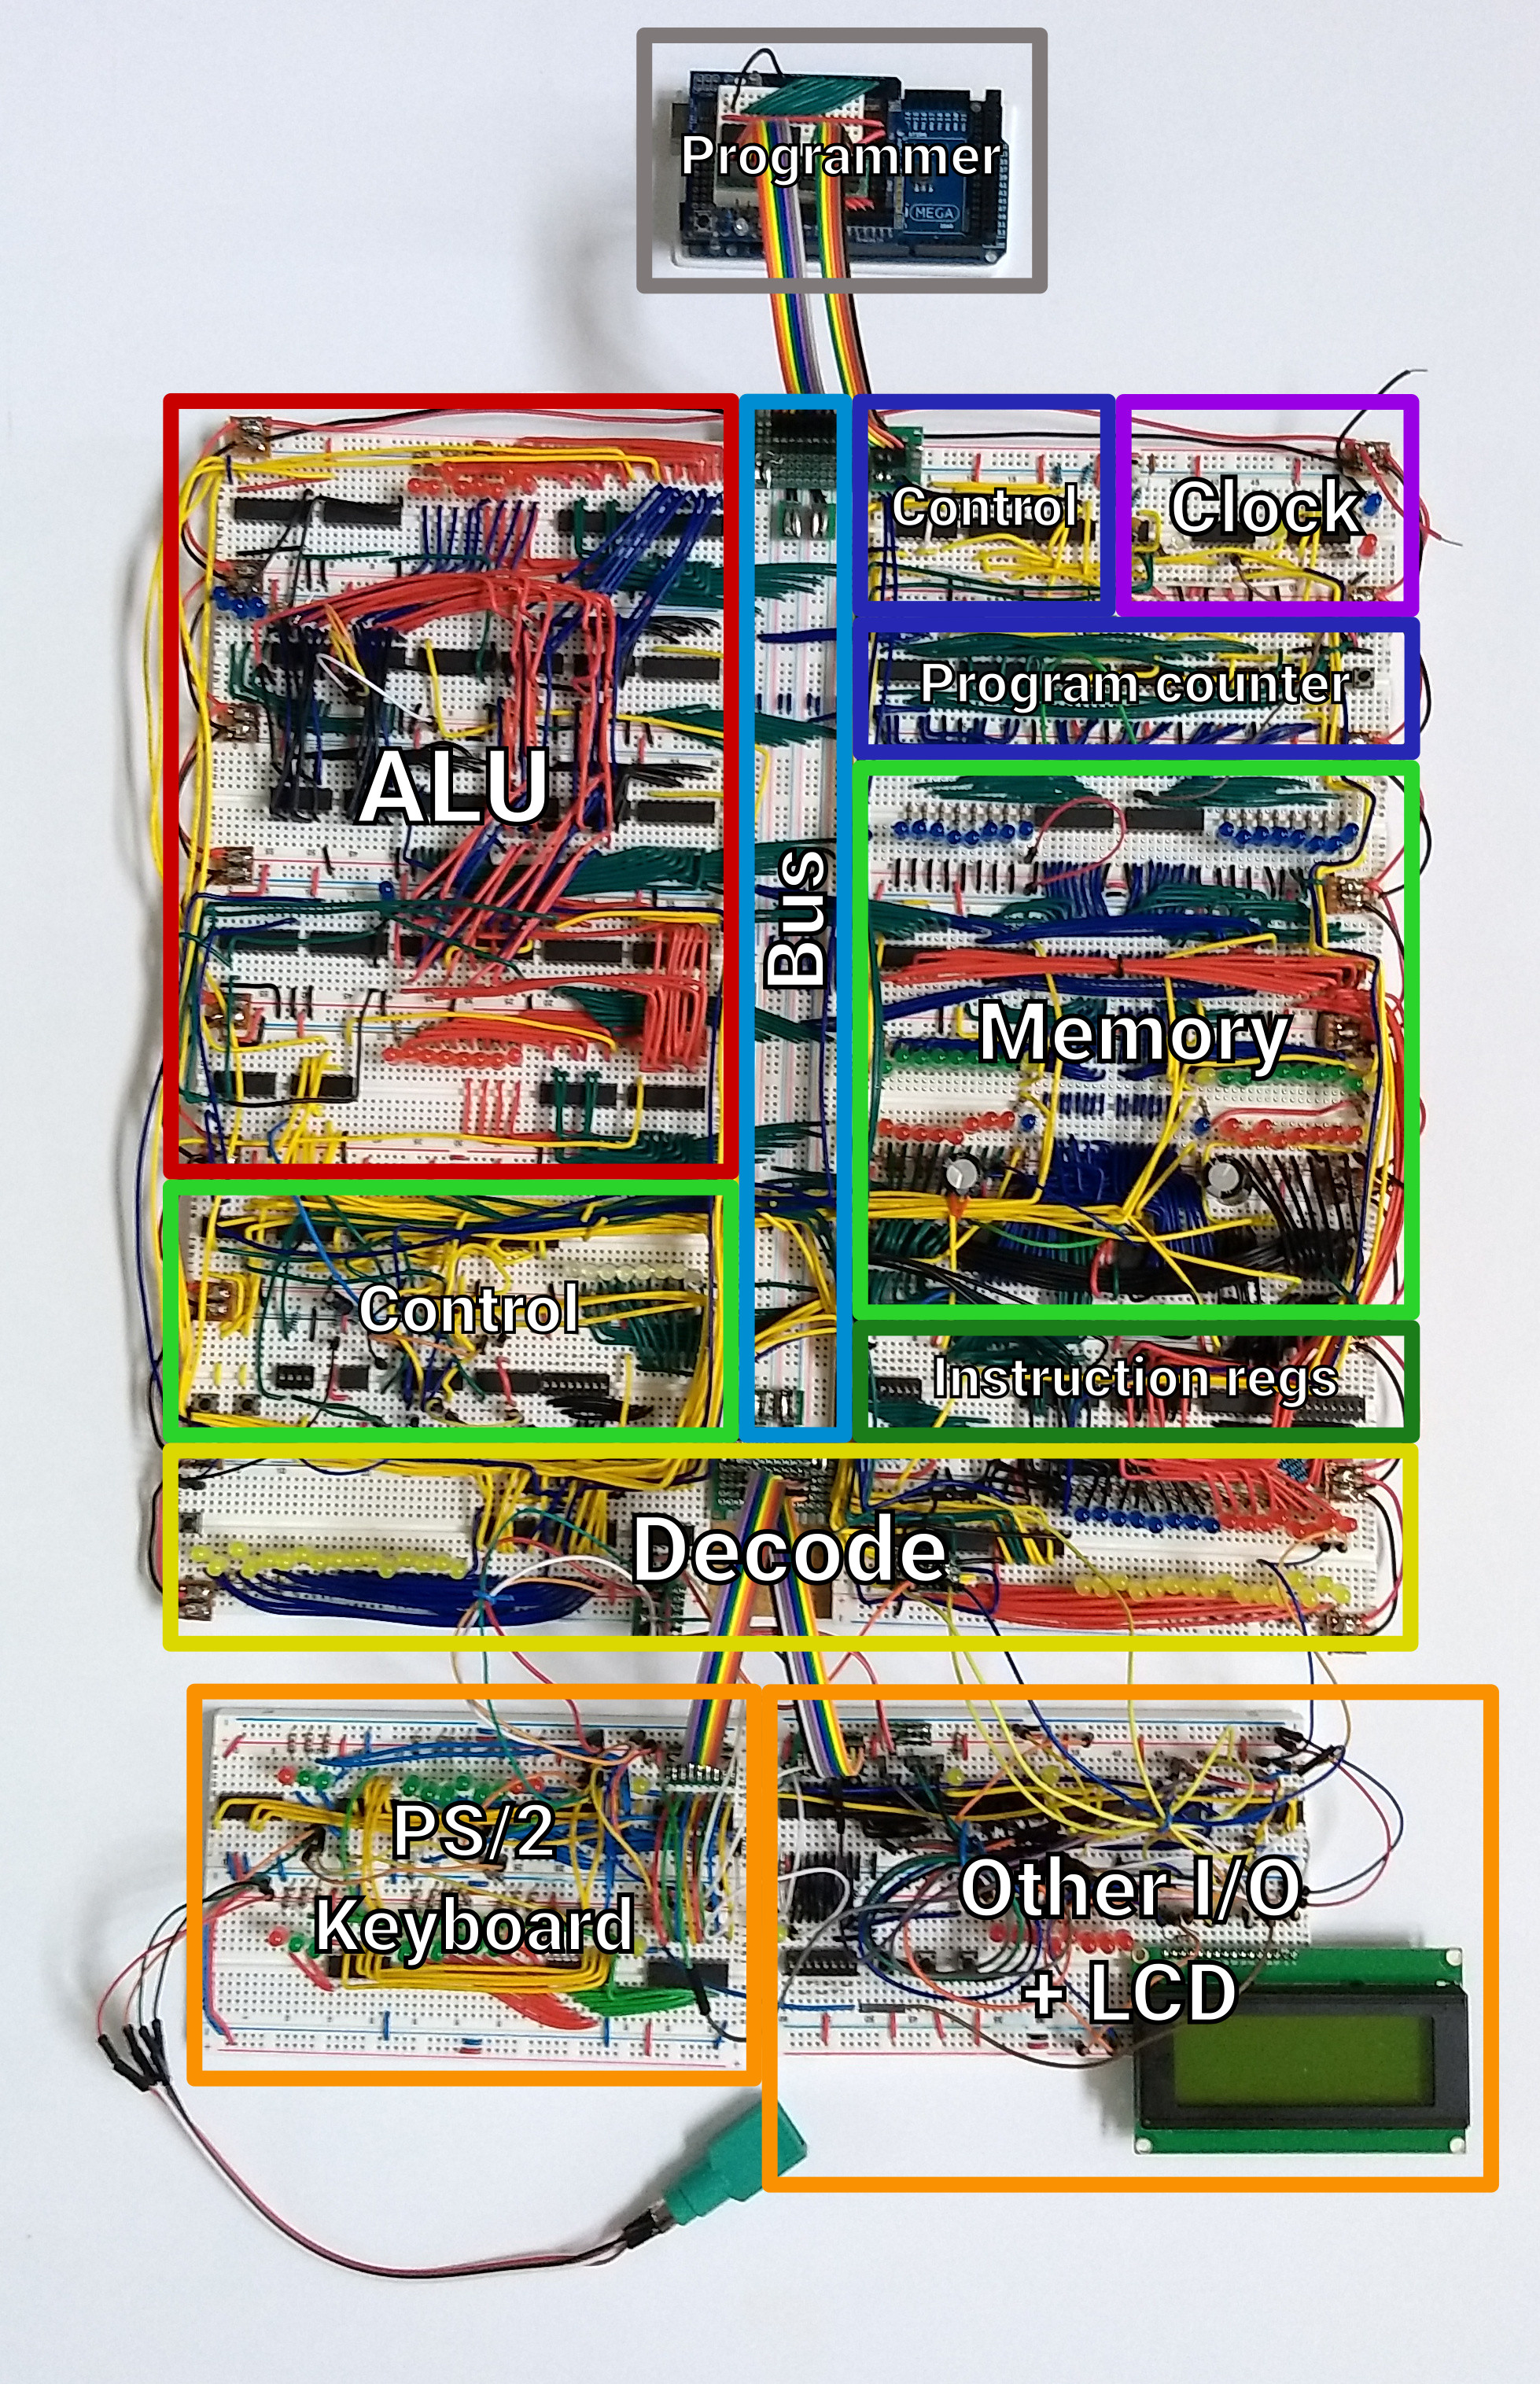 Programmer
MEGA
Control
Clock
Program counter
ALU
Bus
Memory
Control
Instruction regs
Decode
PS/2
Keyboard
Other I/O
+ LCD